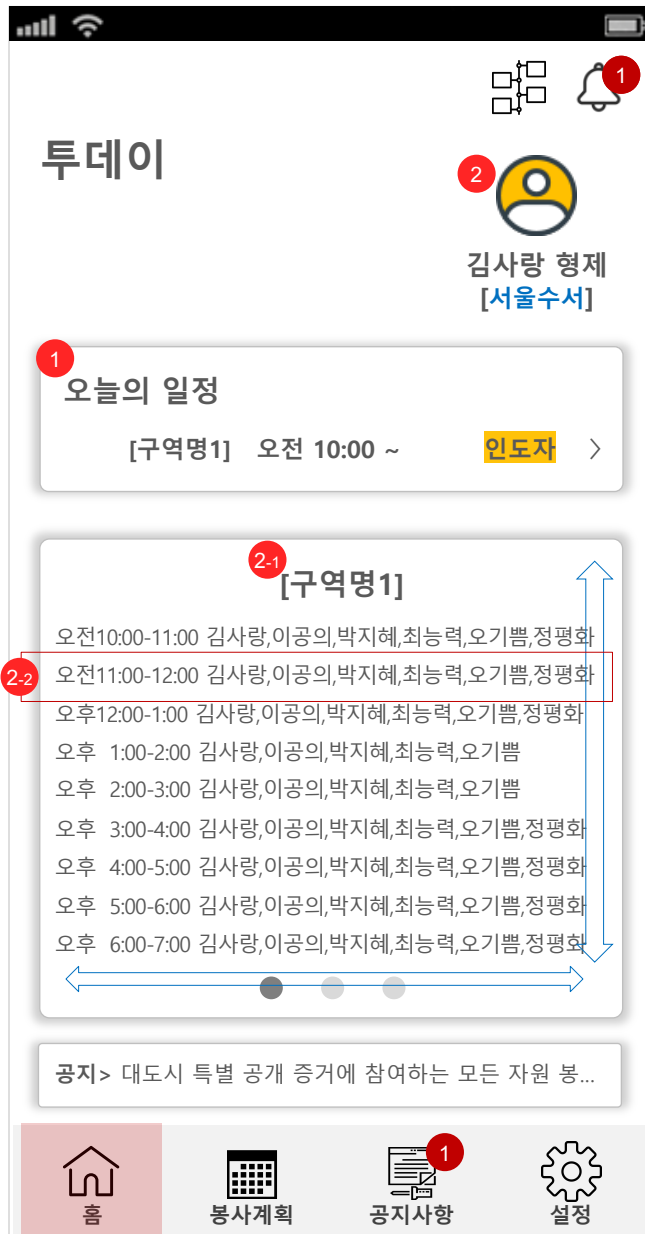 1
투데이
2
김사랑 형제
[서울수서]
1
오늘의 일정
[구역명1] 오전 10:00 ~ 인도자 >
2-1
[구역명1]
오전10:00-11:00 김사랑,이공의,박지혜,최능력,오기쁨,정평화
2-2
오전11:00-12:00 김사랑,이공의,박지혜,최능력,오기쁨,정평화
오후12:00-1:00 김사랑,이공의,박지혜,최능력,오기쁨,정평화
오후 1:00-2:00 김사랑,이공의,박지혜,최능력,오기쁨
오후 2:00-3:00 김사랑,이공의,박지혜,최능력,오기쁨
오후 3:00-4:00 김사랑,이공의,박지혜,최능력,오기쁨,정평화
오후 4:00-5:00 김사랑,이공의,박지혜,최능력,오기쁨,정평화
오후 5:00-6:00 김사랑,이공의,박지혜,최능력,오기쁨,정평화
오후 6:00-7:00 김사랑,이공의,박지혜,최능력,오기쁨,정평화
공지> 대도시 특별 공개 증거에 참여하는 모든 자원 봉...
1
홈 봉사계획 공지사항 설정